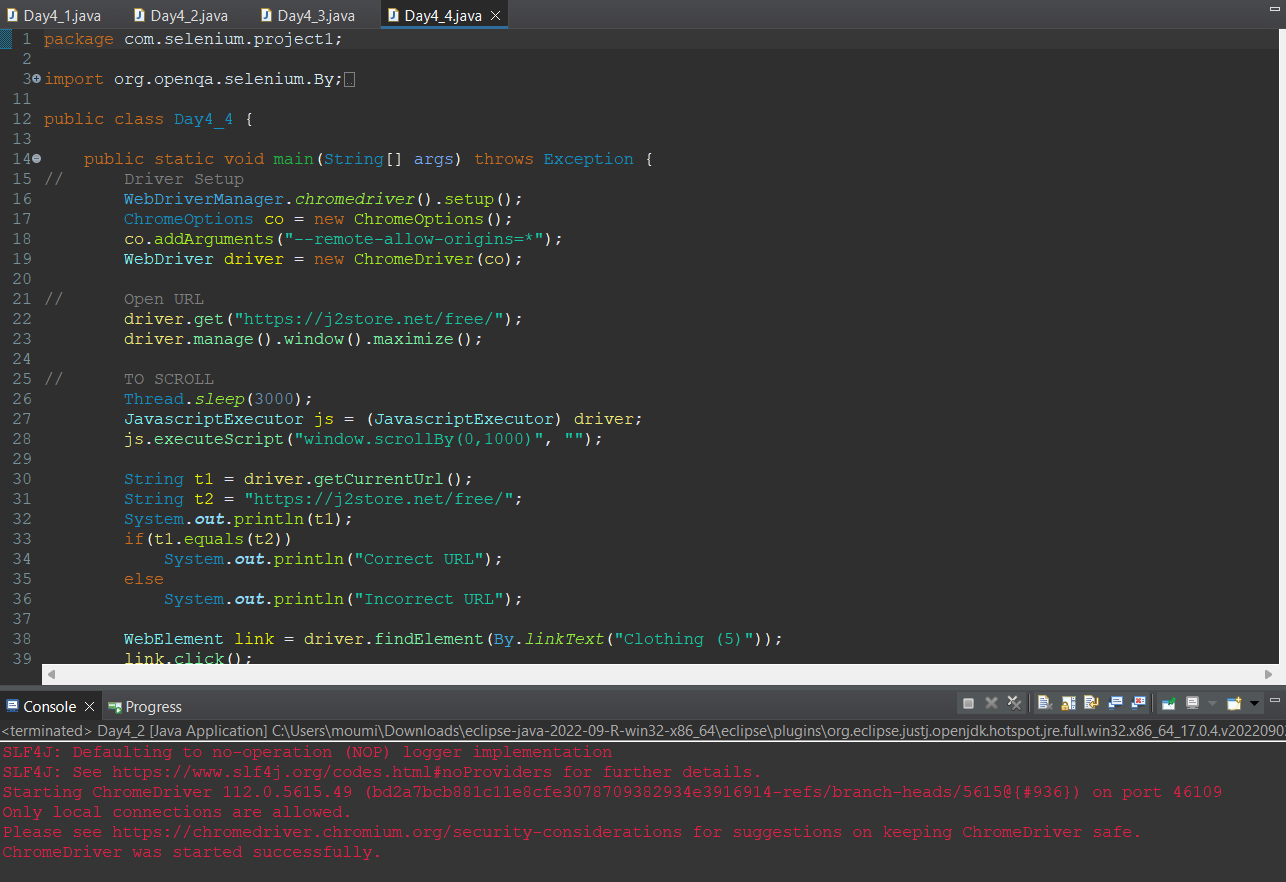 Day4_1.java Day4_2.java Day4_3.java Day4_4.java
1 package com.selenium.project1;
2
3 import org.openqa.selenium.By;
11
12 public class Day4_4 {
13
14     public static void main(String[] args) throws Exception {
15 //      Driver Setup
16         WebDriverManager.chromedriver().setup();
17         ChromeOptions co = new ChromeOptions();
18         co.addArguments("--remote-allow-origins=*");
19         WebDriver driver = new ChromeDriver(co);
20
21 //      Open URL
22         driver.get("https://j2store.net/free/");
23         driver.manage().window().maximize();
24
25 //      TO SCROLL
26         Thread.sleep(3000);
27         JavascriptExecutor js = (JavascriptExecutor) driver;
28         js.executeScript("window.scrollBy(0,1000)", "");
29
30         String t1 = driver.getCurrentUrl();
31         String t2 = "https://j2store.net/free/";
32         System.out.println(t1);
33         if(t1.equals(t2))
34             System.out.println("Correct URL");
35         else
36             System.out.println("Incorrect URL");
37
38         WebElement link = driver.findElement(By.linkText("Clothing (5)"));
39         link.click();
Console Progress
<terminated> Day4_2 [Java Application] C:\Users\moumi\Downloads\eclipse-java-2022-09-R-win32-x86_64\eclipse\plugins\org.eclipse.justj.openjdk.hotspot.jre.full.win32.x86_64_17.0.4.v20220903
SLF4J: Defaulting to no-operation (NOP) logger implementation
SLF4J: See https://www.slf4j.org/codes.html#noProviders for further details.
Starting ChromeDriver 112.0.5615.49 (bd2a7bcb881c11e8cfe3078709382934e3916914-refs/branch-heads/5615@{#936}) on port 46109
Only local connections are allowed.
Please see https://chromedriver.chromium.org/security-considerations for suggestions on keeping ChromeDriver safe.
ChromeDriver was started successfully.